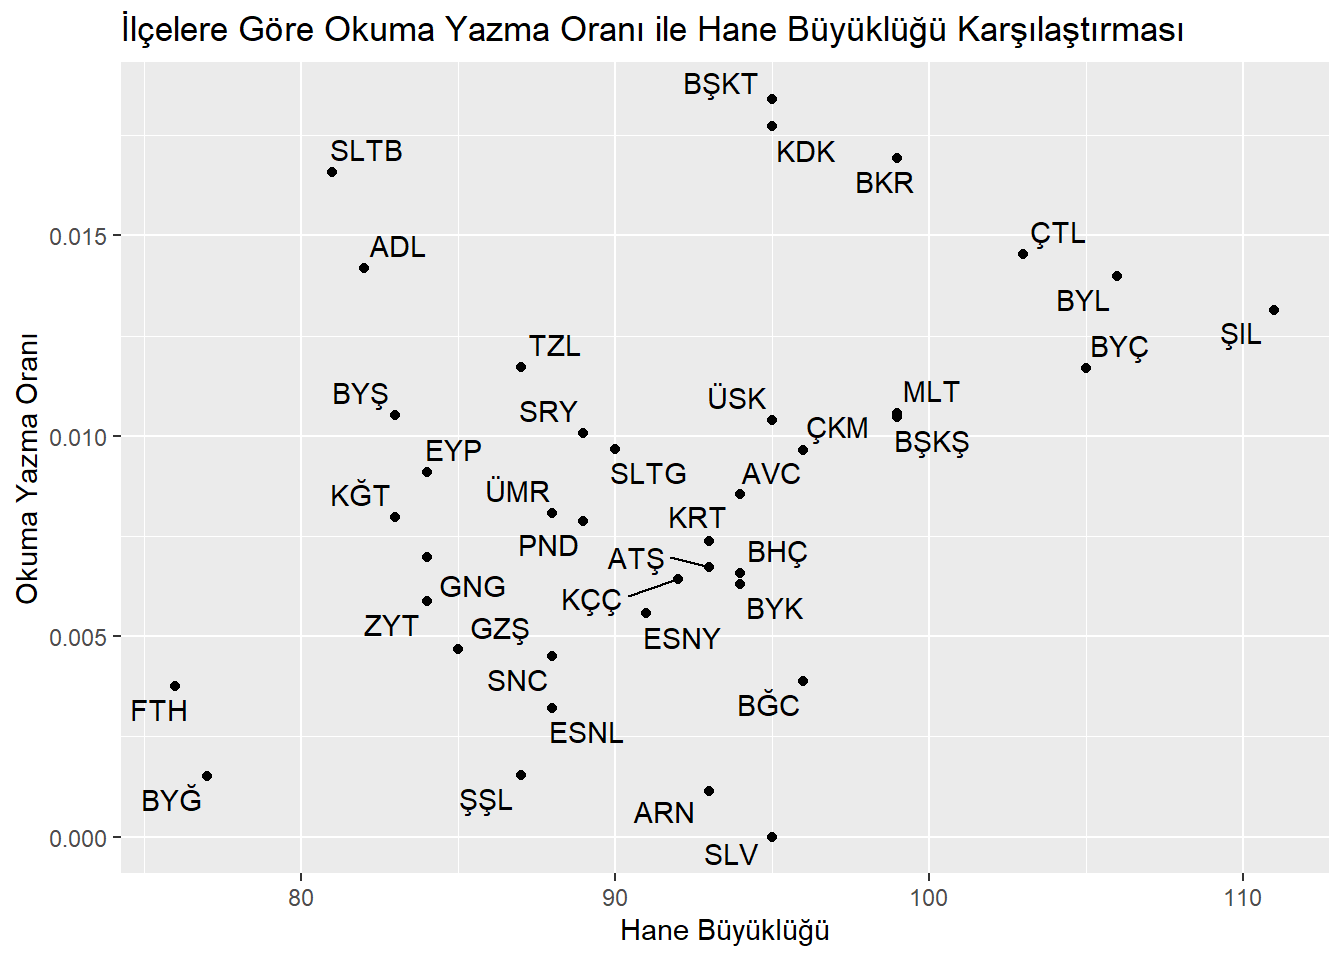 İlçelere Göre Okuma Yazma Oranı ile Hane Büyüklüğü Karşılaştırması
BŞKT
KDK
SLTB
BKR
ÇTL
0.015
ADL
BYL
ŞIL
TZL
BYÇ
BYŞ
MLT
ÜSK
SRY
ÇKM
0.010
BŞKŞ
EYP
SLTG
AVC
KĞT
ÜMR
KRT
PND
ATŞ
BHÇ
GNG
KÇÇ
BYK
ZYT
GZŞ
0.005
ESNY
SNC
BĞC
FTH
ESNL
BYĞ
ŞŞL
ARN
0.000
SLV
80
90
100
110
Hane Büyüklüğü
Okuma Yazma Oranı